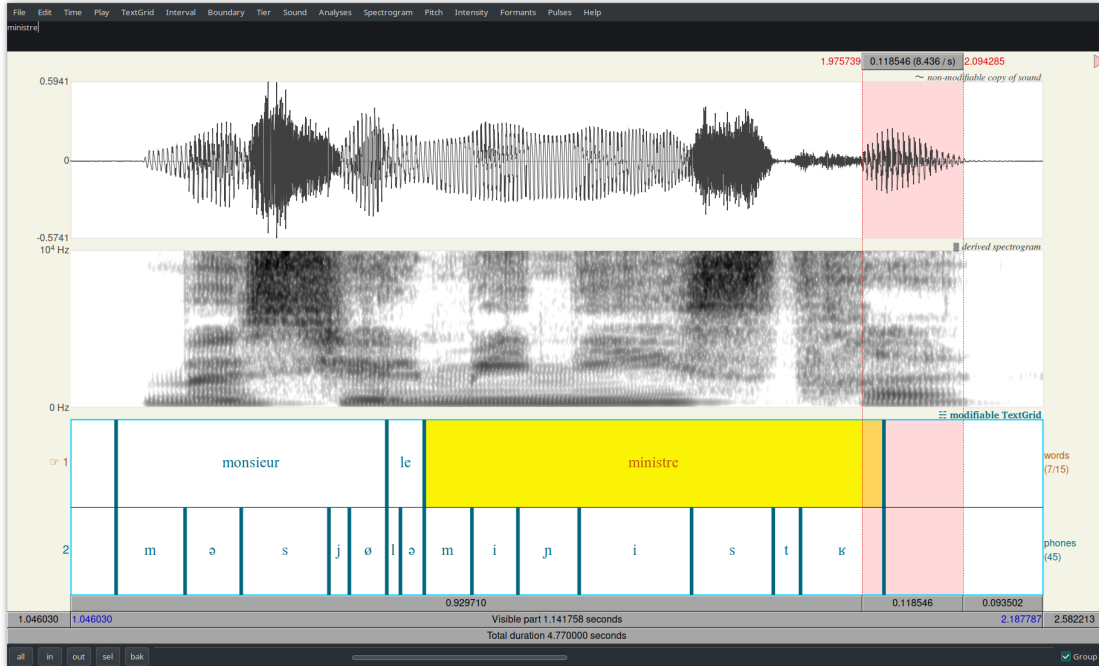 File Edit Time Play TextGrid Interval Boundary Tier Sound Analyses Spectrogram Pitch Intensity Formants Pulses Help
ministre
1.975739 0.118546 (8.436 / s) 2.094285
~ non-modifiable copy of sound
0.5941
0
-0.5741
10⁴ Hz
derived spectrogram
0 Hz
modifiable TextGrid
☞ 1 monsieur le ministre words
(7/15)
2 m ə s j ø l ə m i ɲ i s t ʁ phones
(45)
0.929710 0.118546 0.093502
1.046030 1.046030 Visible part 1.141758 seconds 2.187787 2.582213
Total duration 4.770000 seconds
all in out sel bak Group